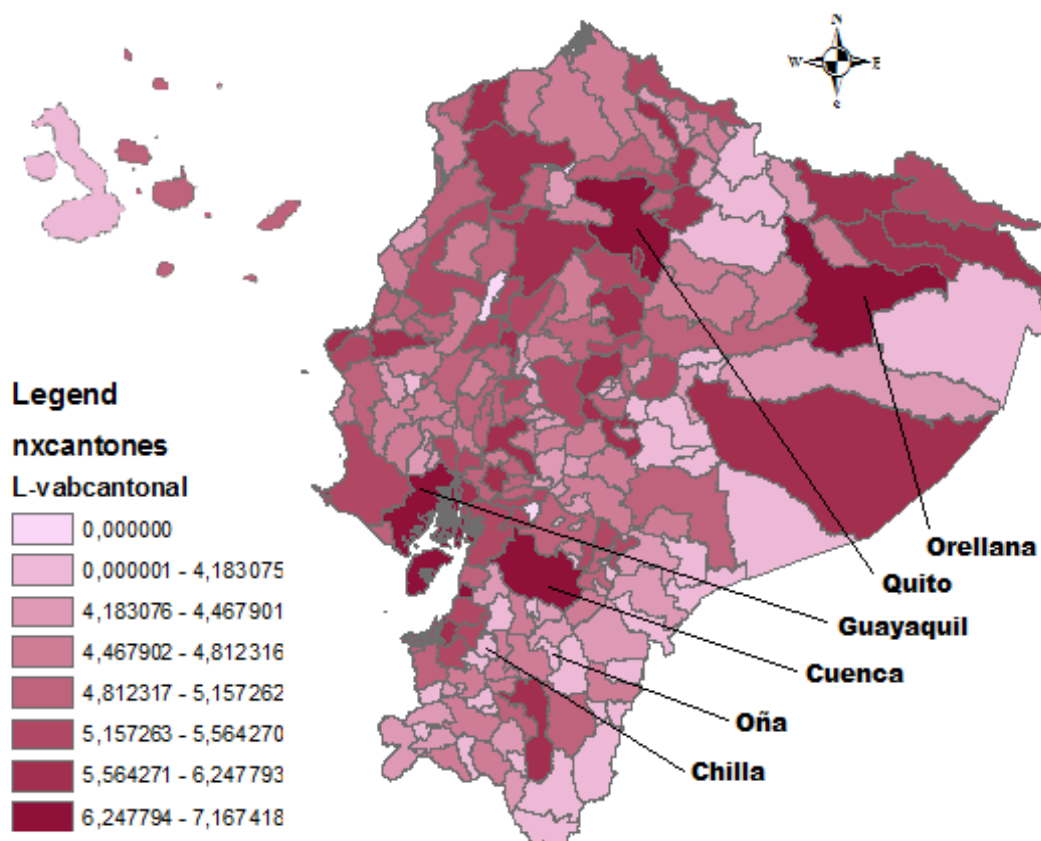 N
W E
Legend
nxcantones
L-vabcantonal
0,000000
0,000001 - 4,183075
4,183076 - 4,467901
4,467902 - 4,812316
4,812317 - 5,157262
5,157263 - 5,564270
5,564271 - 6,247793
6,247794 - 7,167418
Orellana
Quito
Guayaquil
Cuenca
Oña
Chilla